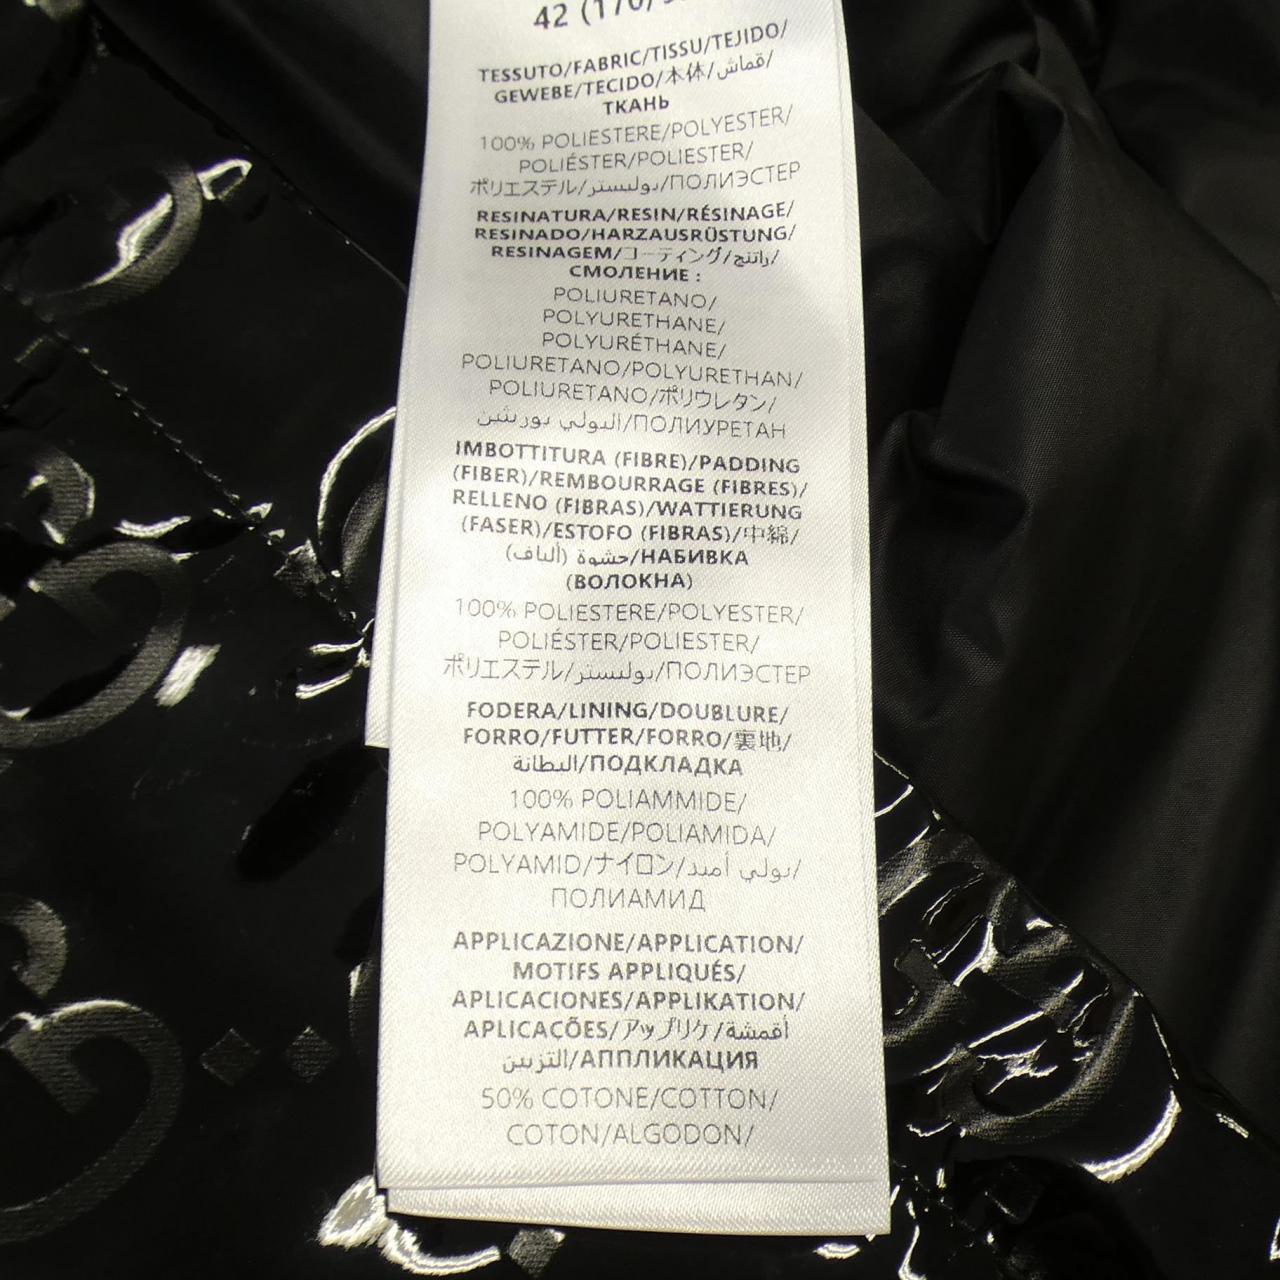 42 (170/
TESSUTO/FABRIC/TISSU/TEJIDO/
GEWEBE/TECIDO/本体/قماش/
ТКАНЬ
100% POLIESTERE/POLYESTER/
POLIÉSTER/POLIESTER/
ポリエステル/بوليستر/ПОЛИЭСТЕР
RESINATURA/RESIN/RÉSINAGE/
RESINADO/HARZAUSRÜSTUNG/
RESINAGEM/コーティング/راتنج/
СМОЛЕНИЕ :
POLIURETANO/
POLYURETHANE/
POLYURÉTHANE/
POLIURETANO/POLYURETHAN/
POLIURETANO/ポリウレタン/
البولي يورشين/ПОЛИУРЕТАН
IMBOTTITURA (FIBRE)/PADDING
(FIBER)/REMBOURRAGE (FIBRES)/
RELLENO (FIBRAS)/WATTIERUNG
(FASER)/ESTOFO (FIBRAS)/中綿/
حشوة (ألياف)/НАБИВКА
(ВОЛОКНА)
100% POLIESTERE/POLYESTER/
POLIÉSTER/POLIESTER/
ポリエステル/بوليستر/ПОЛИЭСТЕР
FODERA/LINING/DOUBLURE/
FORRO/FUTTER/FORRO/裏地/
البطانة/ПОДКЛАДКА
100% POLIAMMIDE/
POLYAMIDE/POLIAMIDA/
POLYAMID/ナイロン/بولي أميد/
ПОЛИАМИД
APPLICAZIONE/APPLICATION/
MOTIFS APPLIQUÉS/
APLICACIONES/APPLIKATION/
APLICAÇÕES/アップリケ/أقمشة
التزيين/АППЛИКАЦИЯ
50% COTONE/COTTON/
COTON/ALGODON/